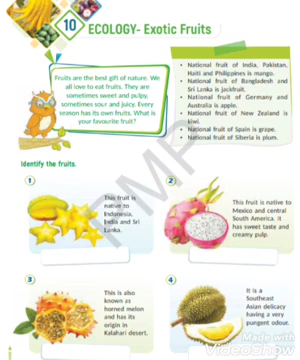 10 ECOLOGY- Exotic Fruits
Fruits are the best gift of nature. We
all love to eat fruits. They are
sometimes sweet and pulpy,
sometimes sour and juicy. Every
season has its own fruits. What is
your favourite fruit?
• National fruit of India, Pakistan,
Haiti and Philippines is mango.
• National fruit of Bangladesh and
Sri Lanka is jackfruit.
• National fruit of Germany and
Australia is apple.
• National fruit of New Zealand is
kiwi.
• National fruit of Spain is grape.
• National fruit of Siberia is plum.
Identify the fruits.
1
This fruit is
native to
Indonesia,
India and Sri
Lanka.
2
This fruit is native to
Mexico and central
South America. It
has sweet taste and
creamy pulp.
3
This is also
known as
horned melon
and has its
origin in
Kalahari desert.
4
It is a
Southeast
Asian delicacy
having a very
pungent odour.
Made with
VideoShow